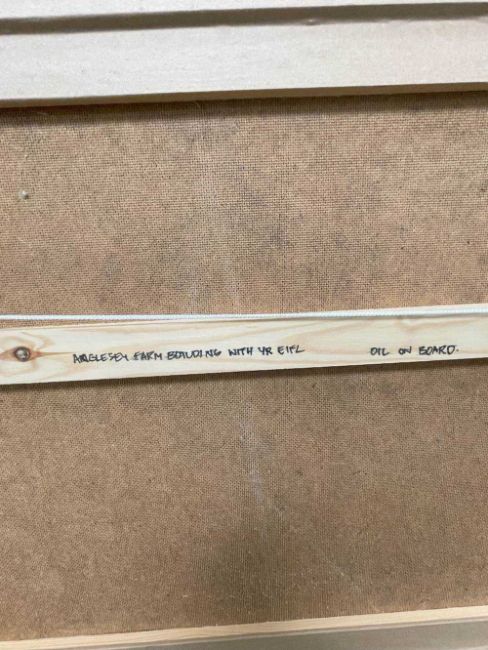 ANGLESEY FARM BUILDING WITH YR EIFL OIL ON BOARD.